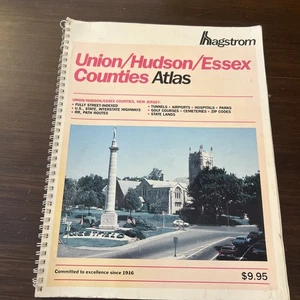 hagstrom
Union/Hudson/Essex
Counties Atlas
UNION/HUDSON/ESSEX COUNTIES, NEW JERSEY:
• FULLY STREET-INDEXED
• U.S., STATE, INTERSTATE HIGHWAYS
• RR, PATH ROUTES
• TUNNELS • AIRPORTS • HOSPITALS • PARKS
• GOLF COURSES • CEMETERIES • ZIP CODES
• STATE LANDS
Committed to excellence since 1916
$9.95